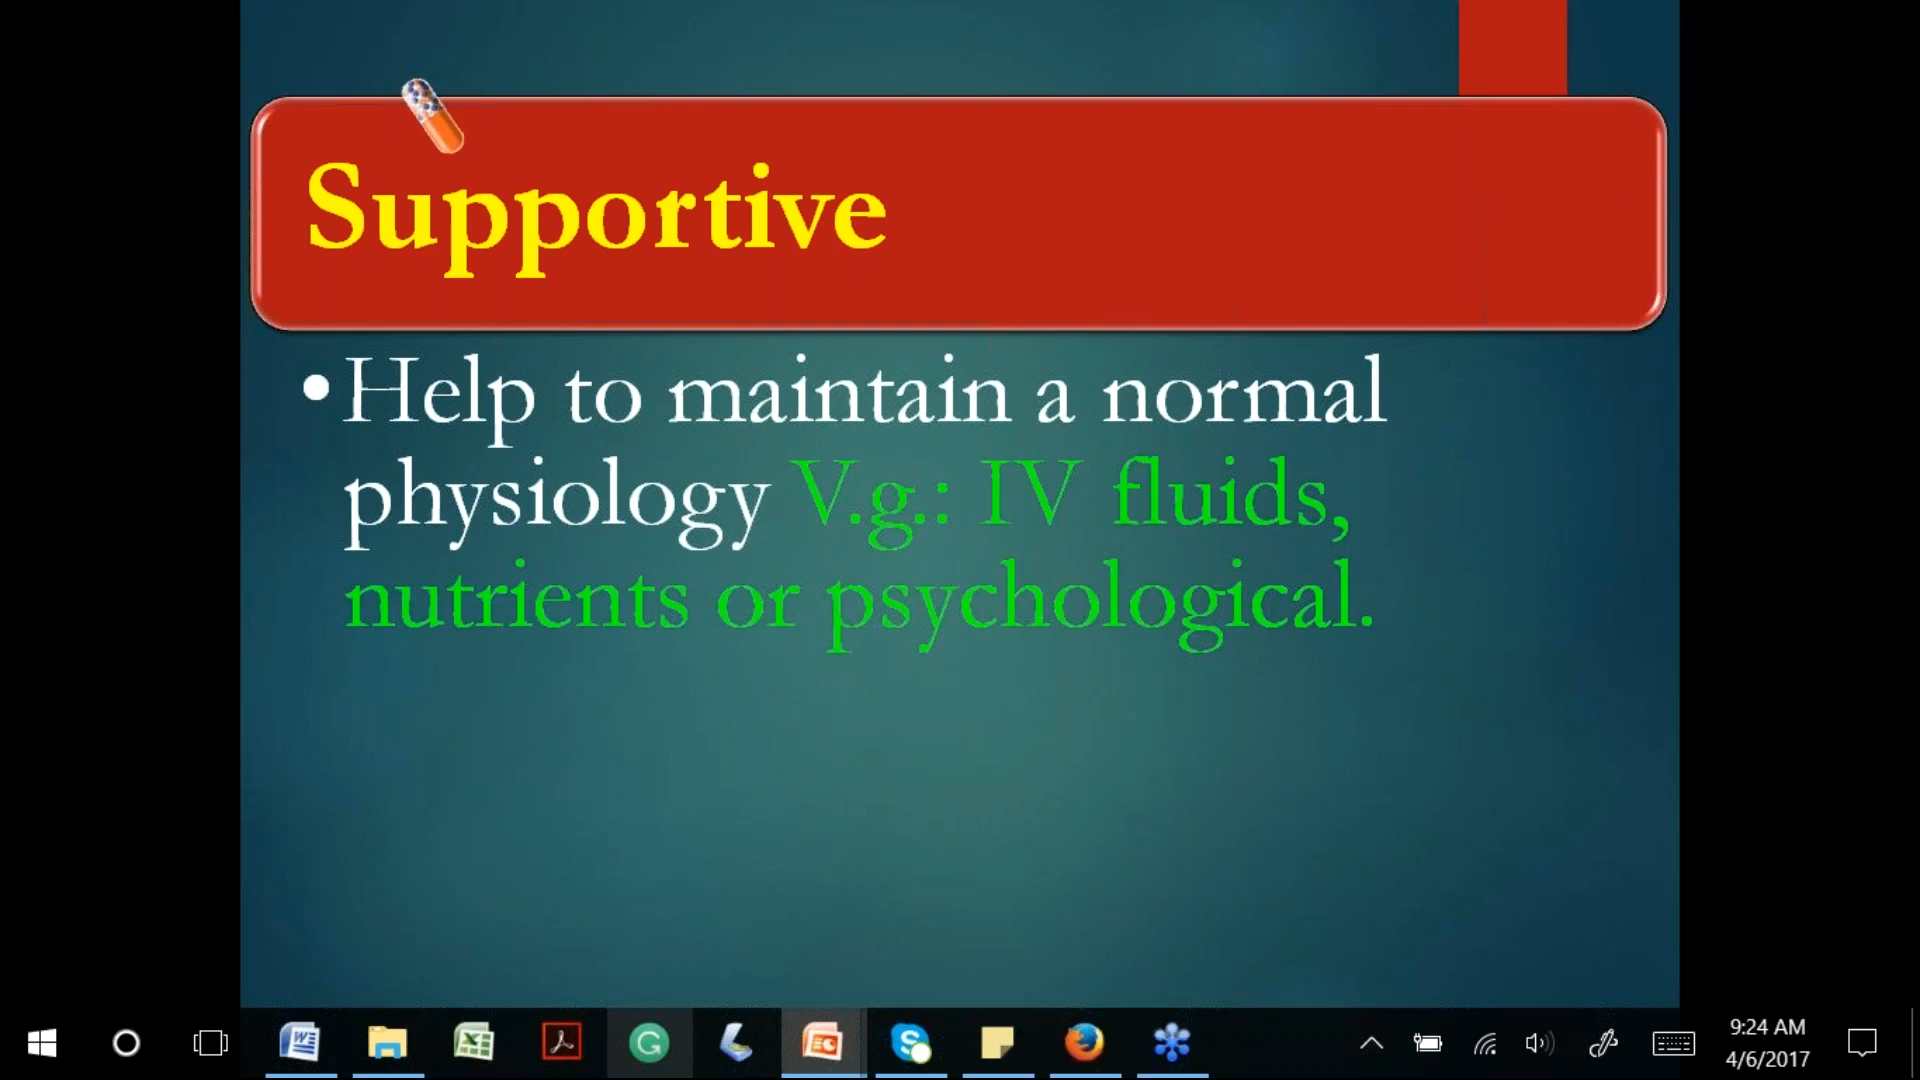 Supportive
•Help to maintain a normal
physiology V.g.: IV fluids,
nutrients or psychological.
9:24 AM
4/6/2017